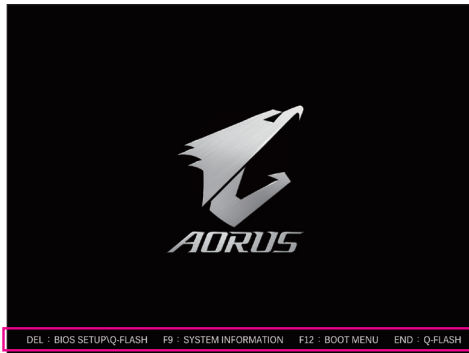 AORUS
DEL : BIOS SETUP\Q-FLASH F9 : SYSTEM INFORMATION F12 : BOOT MENU END : Q-FLASH